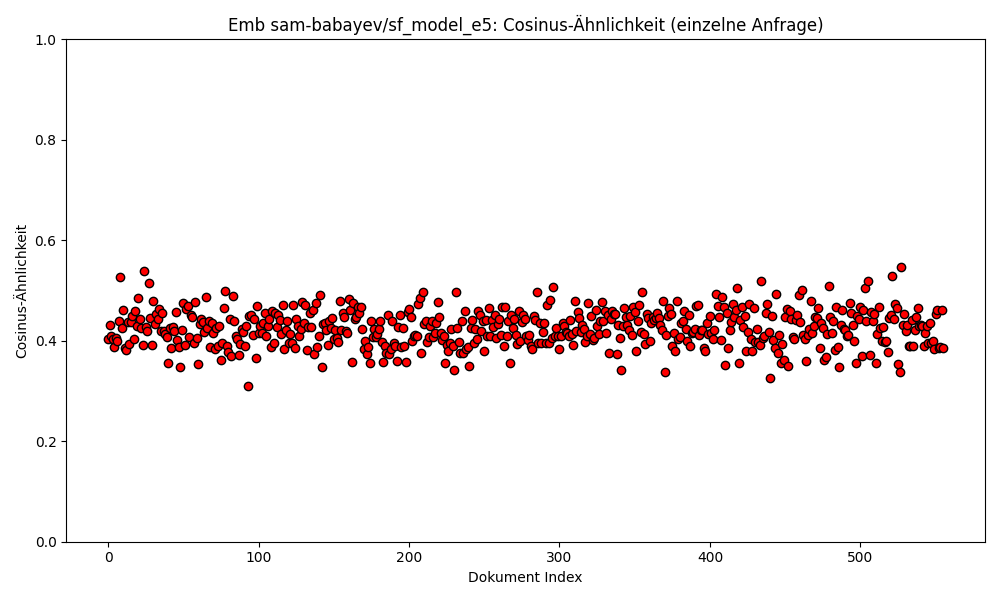 Emb sam-babayev/sf_model_e5: Cosinus-Ähnlichkeit (einzelne Anfrage)
1.0
0.8
0.6
0.4
0.2
0.0
Cosinus-Ähnlichkeit
0 100 200 300 400 500
Dokument Index